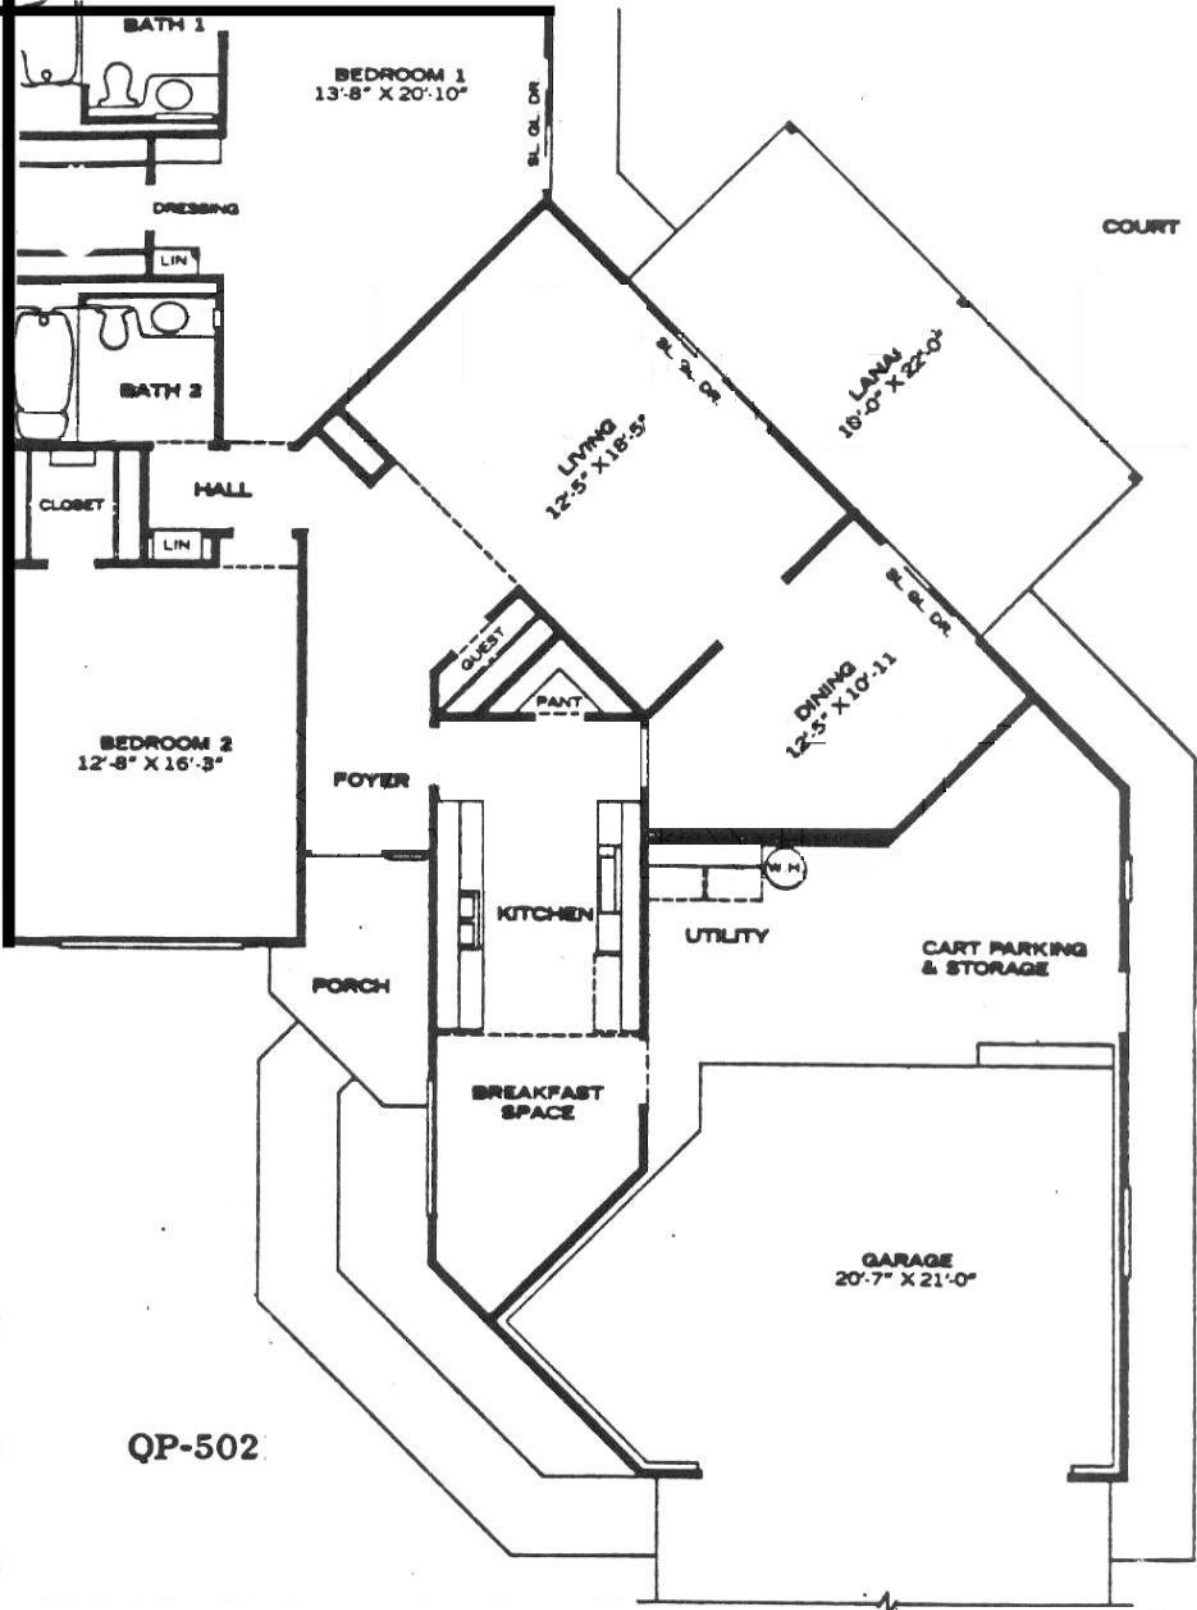 BATH 1
BEDROOM 1
13'-8" X 20'-10"
SL. GL. DR.
COURT
DRESSING
LIN
SL. GL. DR.
LANAI
16'-0" X 22'-0"
BATH 2
LIVING
12'-5" X 18'-5"
HALL
CLOSET
LIN
SL. GL. DR.
GUEST
PANT
DINING
12'-5" X 10'-11
BEDROOM 2
12'-8" X 16'-3"
FOYER
W.H.
KITCHEN
UTILITY
CART PARKING
& STORAGE
PORCH
BREAKFAST
SPACE
GARAGE
20'-7" X 21'-0"
QP-502